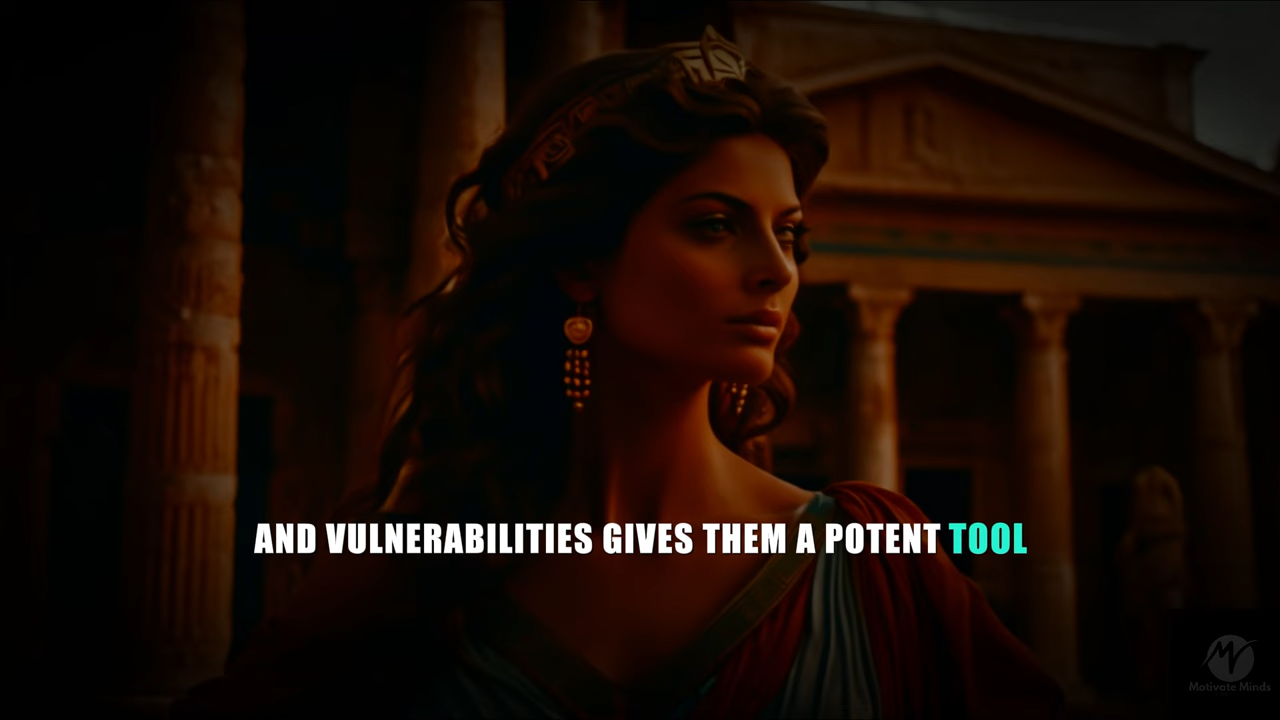 AND VULNERABILITIES GIVES THEM A POTENT TOOL
Motivate Minds